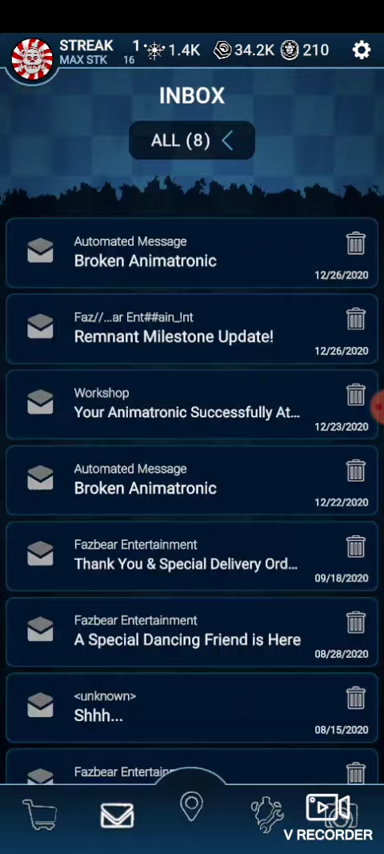 STREAK 1 1.4K 34.2K 210
MAX STK 16
INBOX
ALL (8)
Automated Message
Broken Animatronic
12/26/2020
Faz//...ar Ent##ain_Int
Remnant Milestone Update!
12/26/2020
Workshop
Your Animatronic Successfully At...
12/23/2020
Automated Message
Broken Animatronic
12/22/2020
Fazbear Entertainment
Thank You & Special Delivery Ord...
09/18/2020
Fazbear Entertainment
A Special Dancing Friend is Here
08/28/2020
<unknown>
Shhh...
08/15/2020
Fazbear
V RECORDER